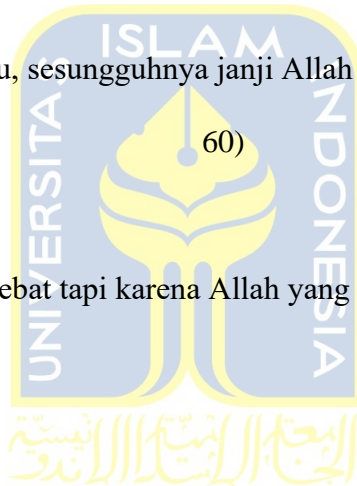 ISLAM
UNIVERSITAS
INDONESIA
u, sesungguhnya janji Allah
60)
ebat tapi karena Allah yang